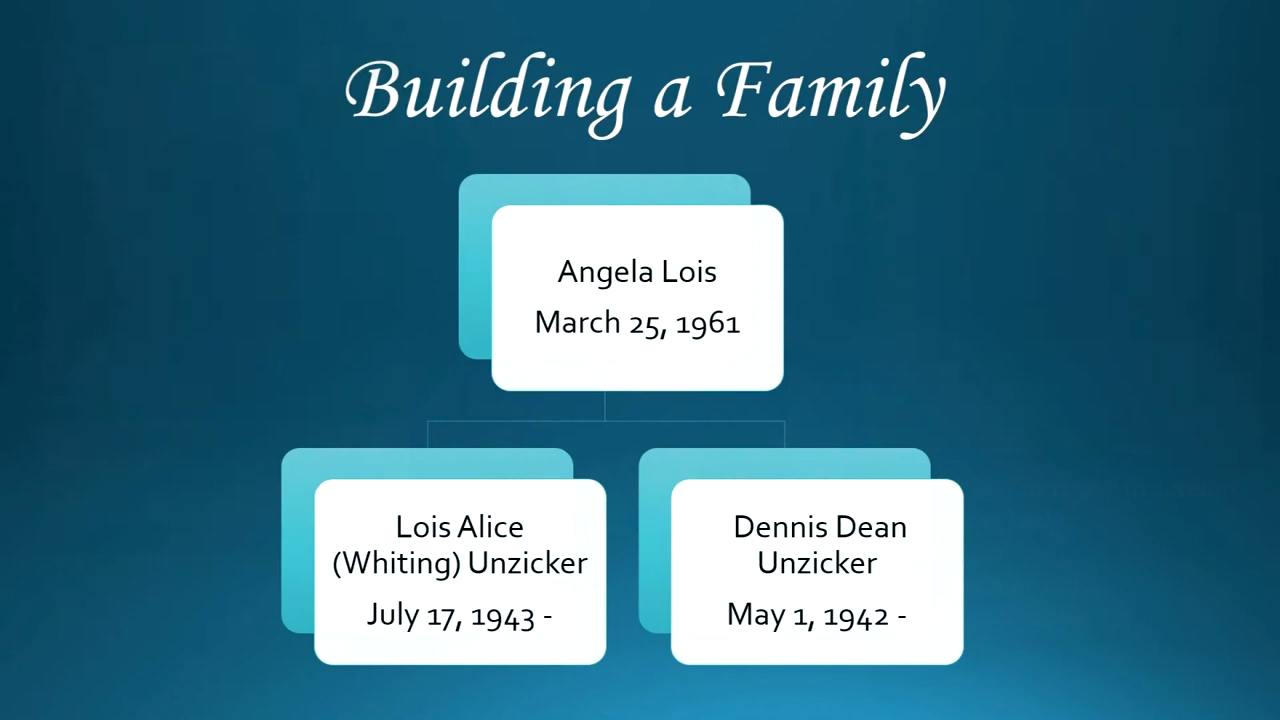 Building a Family
Angela Lois
March 25, 1961
Lois Alice
(Whiting) Unzicker
July 17, 1943 -
Dennis Dean
Unzicker
May 1, 1942 -